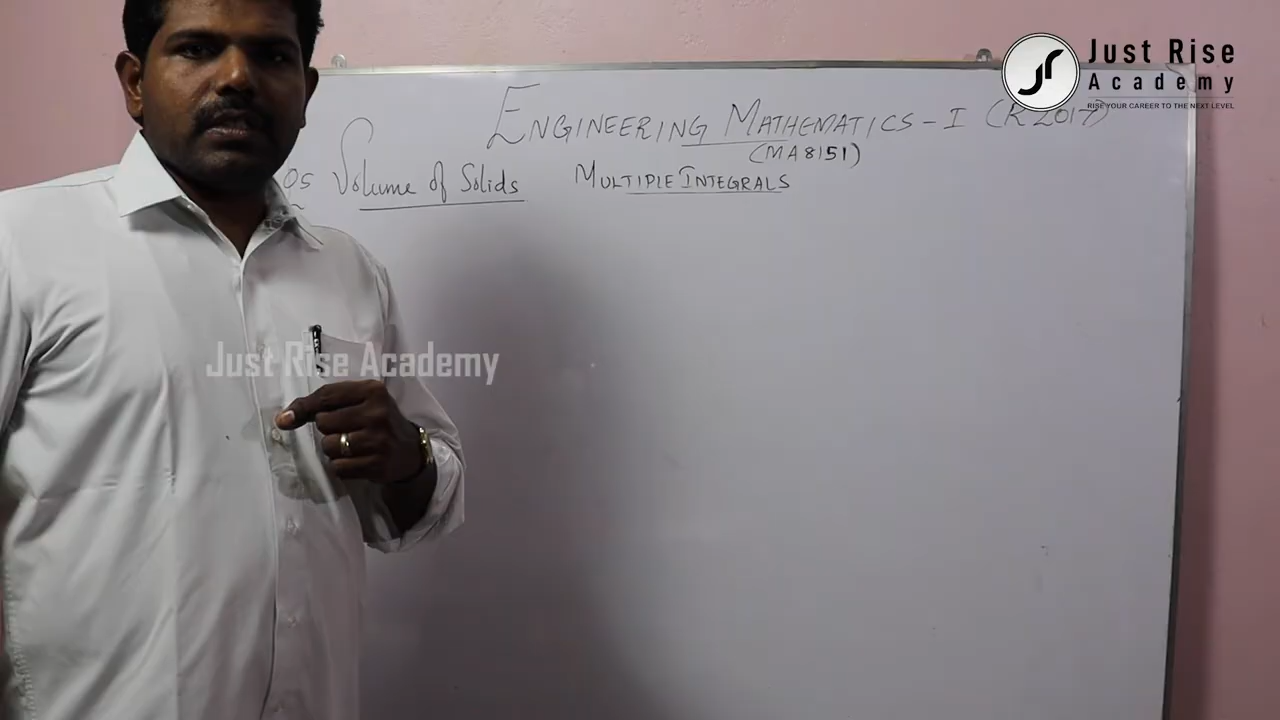 Just Rise
Academy
RISE YOUR CAREER TO THE NEXT LEVEL
ENGINEERING MATHEMATICS - I (R2017)
(MA8151)
05 Volume of Solids MULTIPLE INTEGRALS
Just Rise Academy